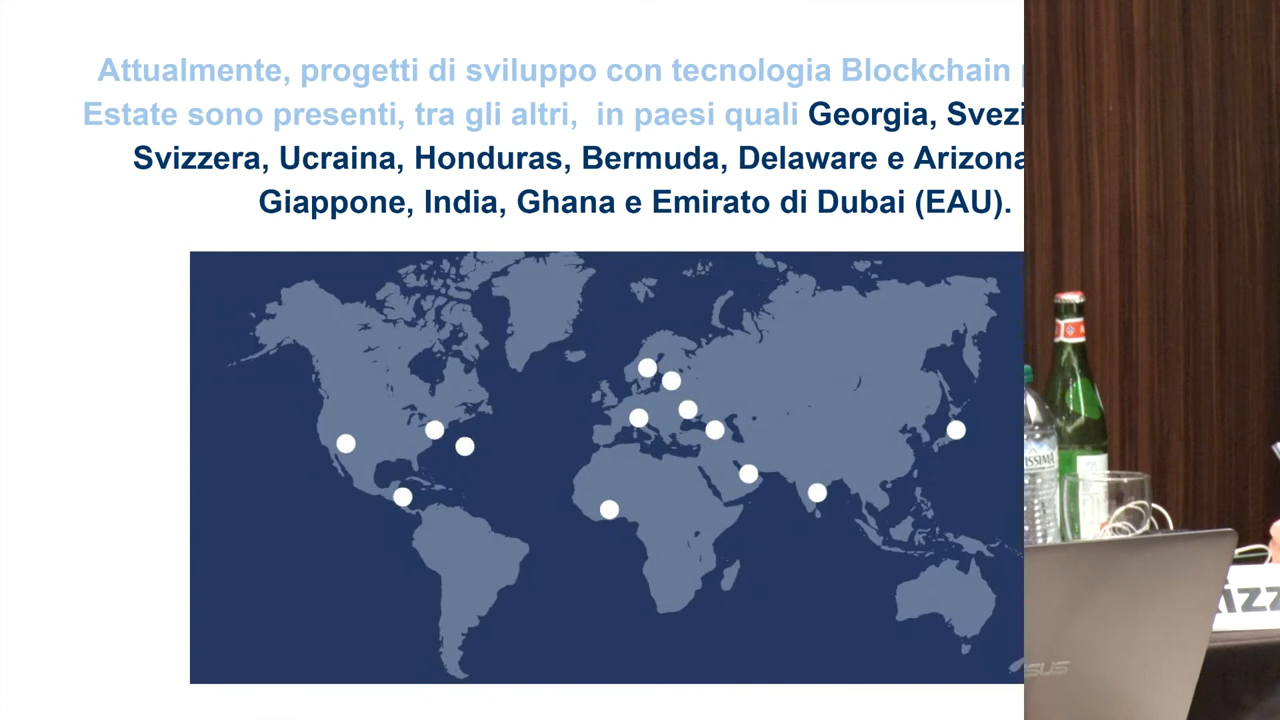 Attualmente, progetti di sviluppo con tecnologia Blockchain
Estate sono presenti, tra gli altri, in paesi quali Georgia, Svezi
Svizzera, Ucraina, Honduras, Bermuda, Delaware e Arizona
Giappone, India, Ghana e Emirato di Dubai (EAU).
ASUS